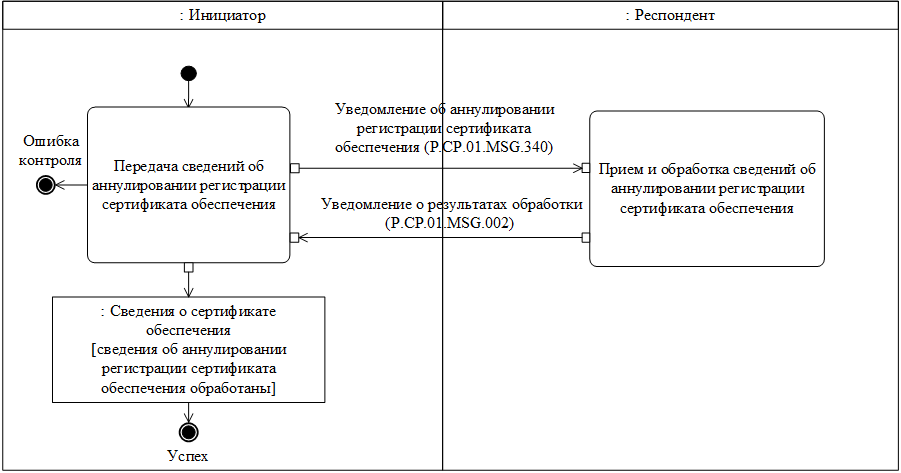 : Инициатор
: Респондент
Уведомление об аннулировании
регистрации сертификата
обеспечения (P.CP.01.MSG.340)
Ошибка
контроля
Передача сведений об
аннулировании регистрации
сертификата обеспечения
Прием и обработка сведений об
аннулировании регистрации
сертификата обеспечения
Уведомление о результатах обработки
(P.CP.01.MSG.002)
: Сведения о сертификате
обеспечения
[сведения об аннулировании
регистрации сертификата
обеспечения обработаны]
Успех